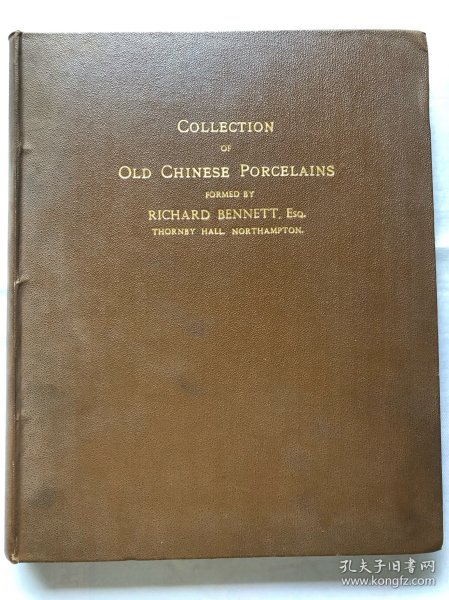 COLLECTION
OF
OLD CHINESE PORCELAINS
FORMED BY
RICHARD BENNETT, Esq.
THORNBY HALL, NORTHAMPTON.
孔夫子旧书网
www.kongfz.com